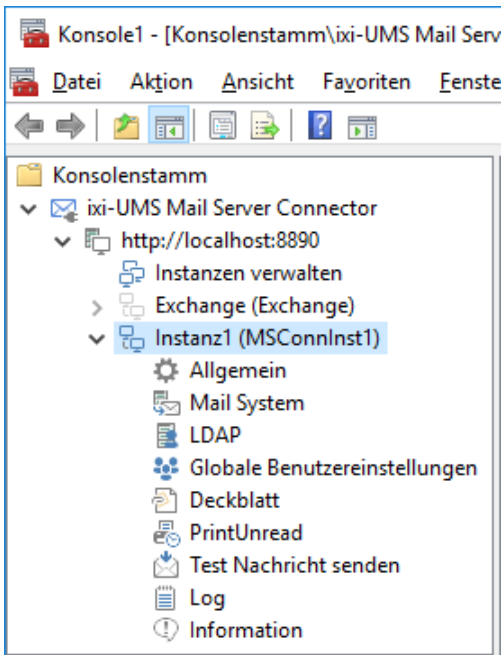 Konsole1 - [Konsolenstamm\ixi-UMS Mail Serv
Datei Aktion Ansicht Favoriten Fenste
Konsolenstamm
ixi-UMS Mail Server Connector
http://localhost:8890
Instanzen verwalten
Exchange (Exchange)
Instanz1 (MSConnInst1)
Allgemein
Mail System
LDAP
Globale Benutzereinstellungen
Deckblatt
PrintUnread
Test Nachricht senden
Log
Information